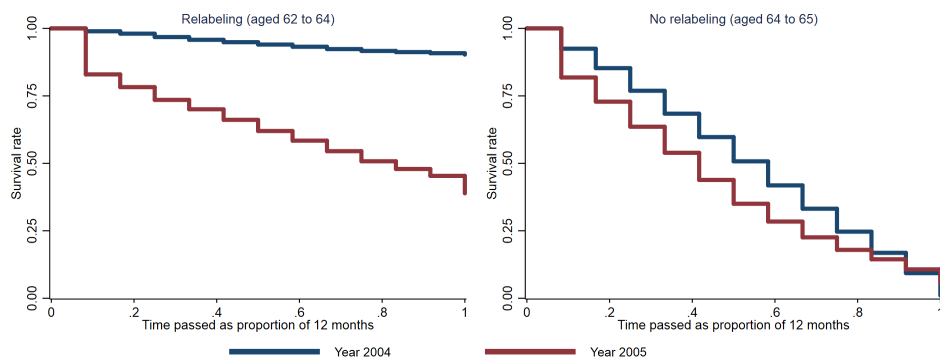 Relabeling (aged 62 to 64)
Survival rate
1.00
0.75
0.50
0.25
0.00
0 .2 .4 .6 .8 1
Time passed as proportion of 12 months
No relabeling (aged 64 to 65)
Survival rate
1.00
0.75
0.50
0.25
0.00
0 .2 .4 .6 .8 1
Time passed as proportion of 12 months
Year 2004 Year 2005